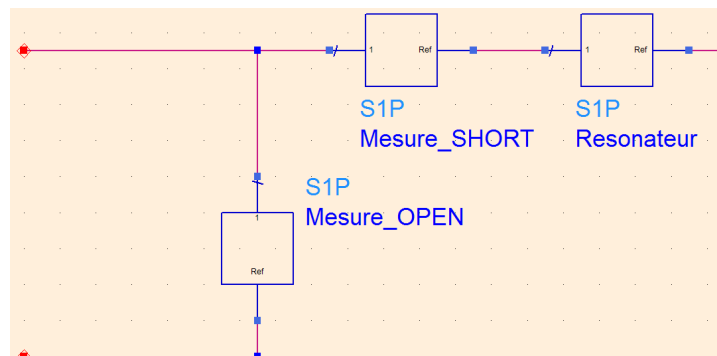 1 Ref 1 Ref
S1P S1P
Mesure_SHORT Resonateur
S1P
Mesure_OPEN
1
Ref